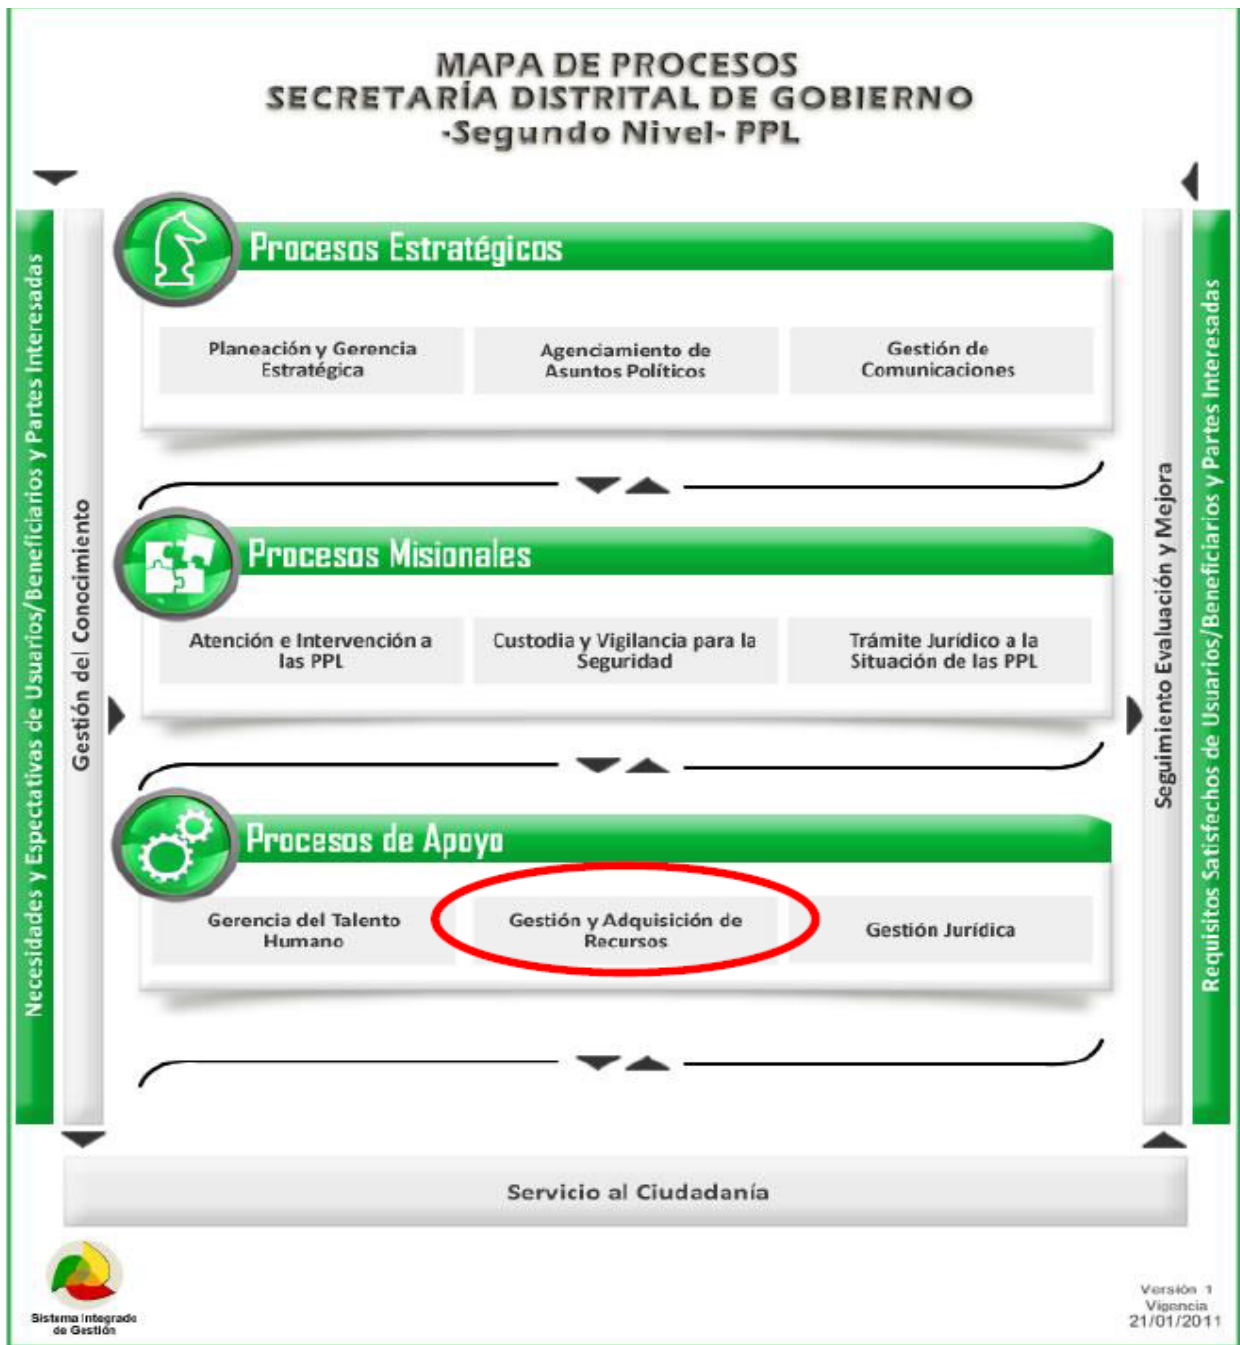 MAPA DE PROCESOS
SECRETARÍA DISTRITAL DE GOBIERNO
-Segundo Nivel- PPL
Necesidades y Espectativas de Usuarios/Beneficiarios y Partes Interesadas
Gestión del Conocimiento
Procesos Estratégicos
Planeación y Gerencia
Estratégica
Agenciamiento de
Asuntos Políticos
Gestión de
Comunicaciones
Procesos Misionales
Atención e Intervención a
las PPL
Custodia y Vigilancia para la
Seguridad
Trámite Jurídico a la
Situación de las PPL
Procesos de Apoyo
Gerencia del Talento
Humano
Gestión y Adquisición de
Recursos
Gestión Jurídica
Seguimiento Evaluación y Mejora
Requisitos Satisfechos de Usuarios/Beneficiarios y Partes Interesadas
Servicio al Ciudadanía
Sistema Integrado
de Gestión
Versión 1
Vigencia
21/01/2011